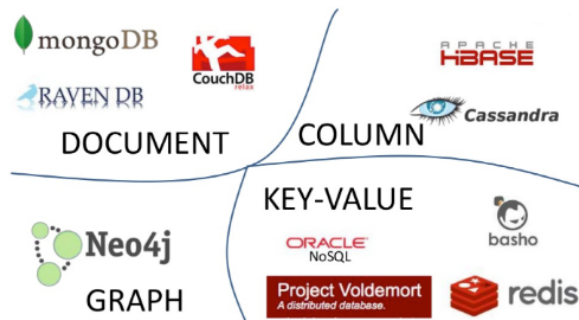 mongoDB
CouchDB
relax
RAVEN DB
DOCUMENT
APACHE
HBASE
Cassandra
COLUMN
Neo4j
GRAPH
KEY-VALUE
ORACLE
NoSQL
basho
Project Voldemort
A distributed database.
redis